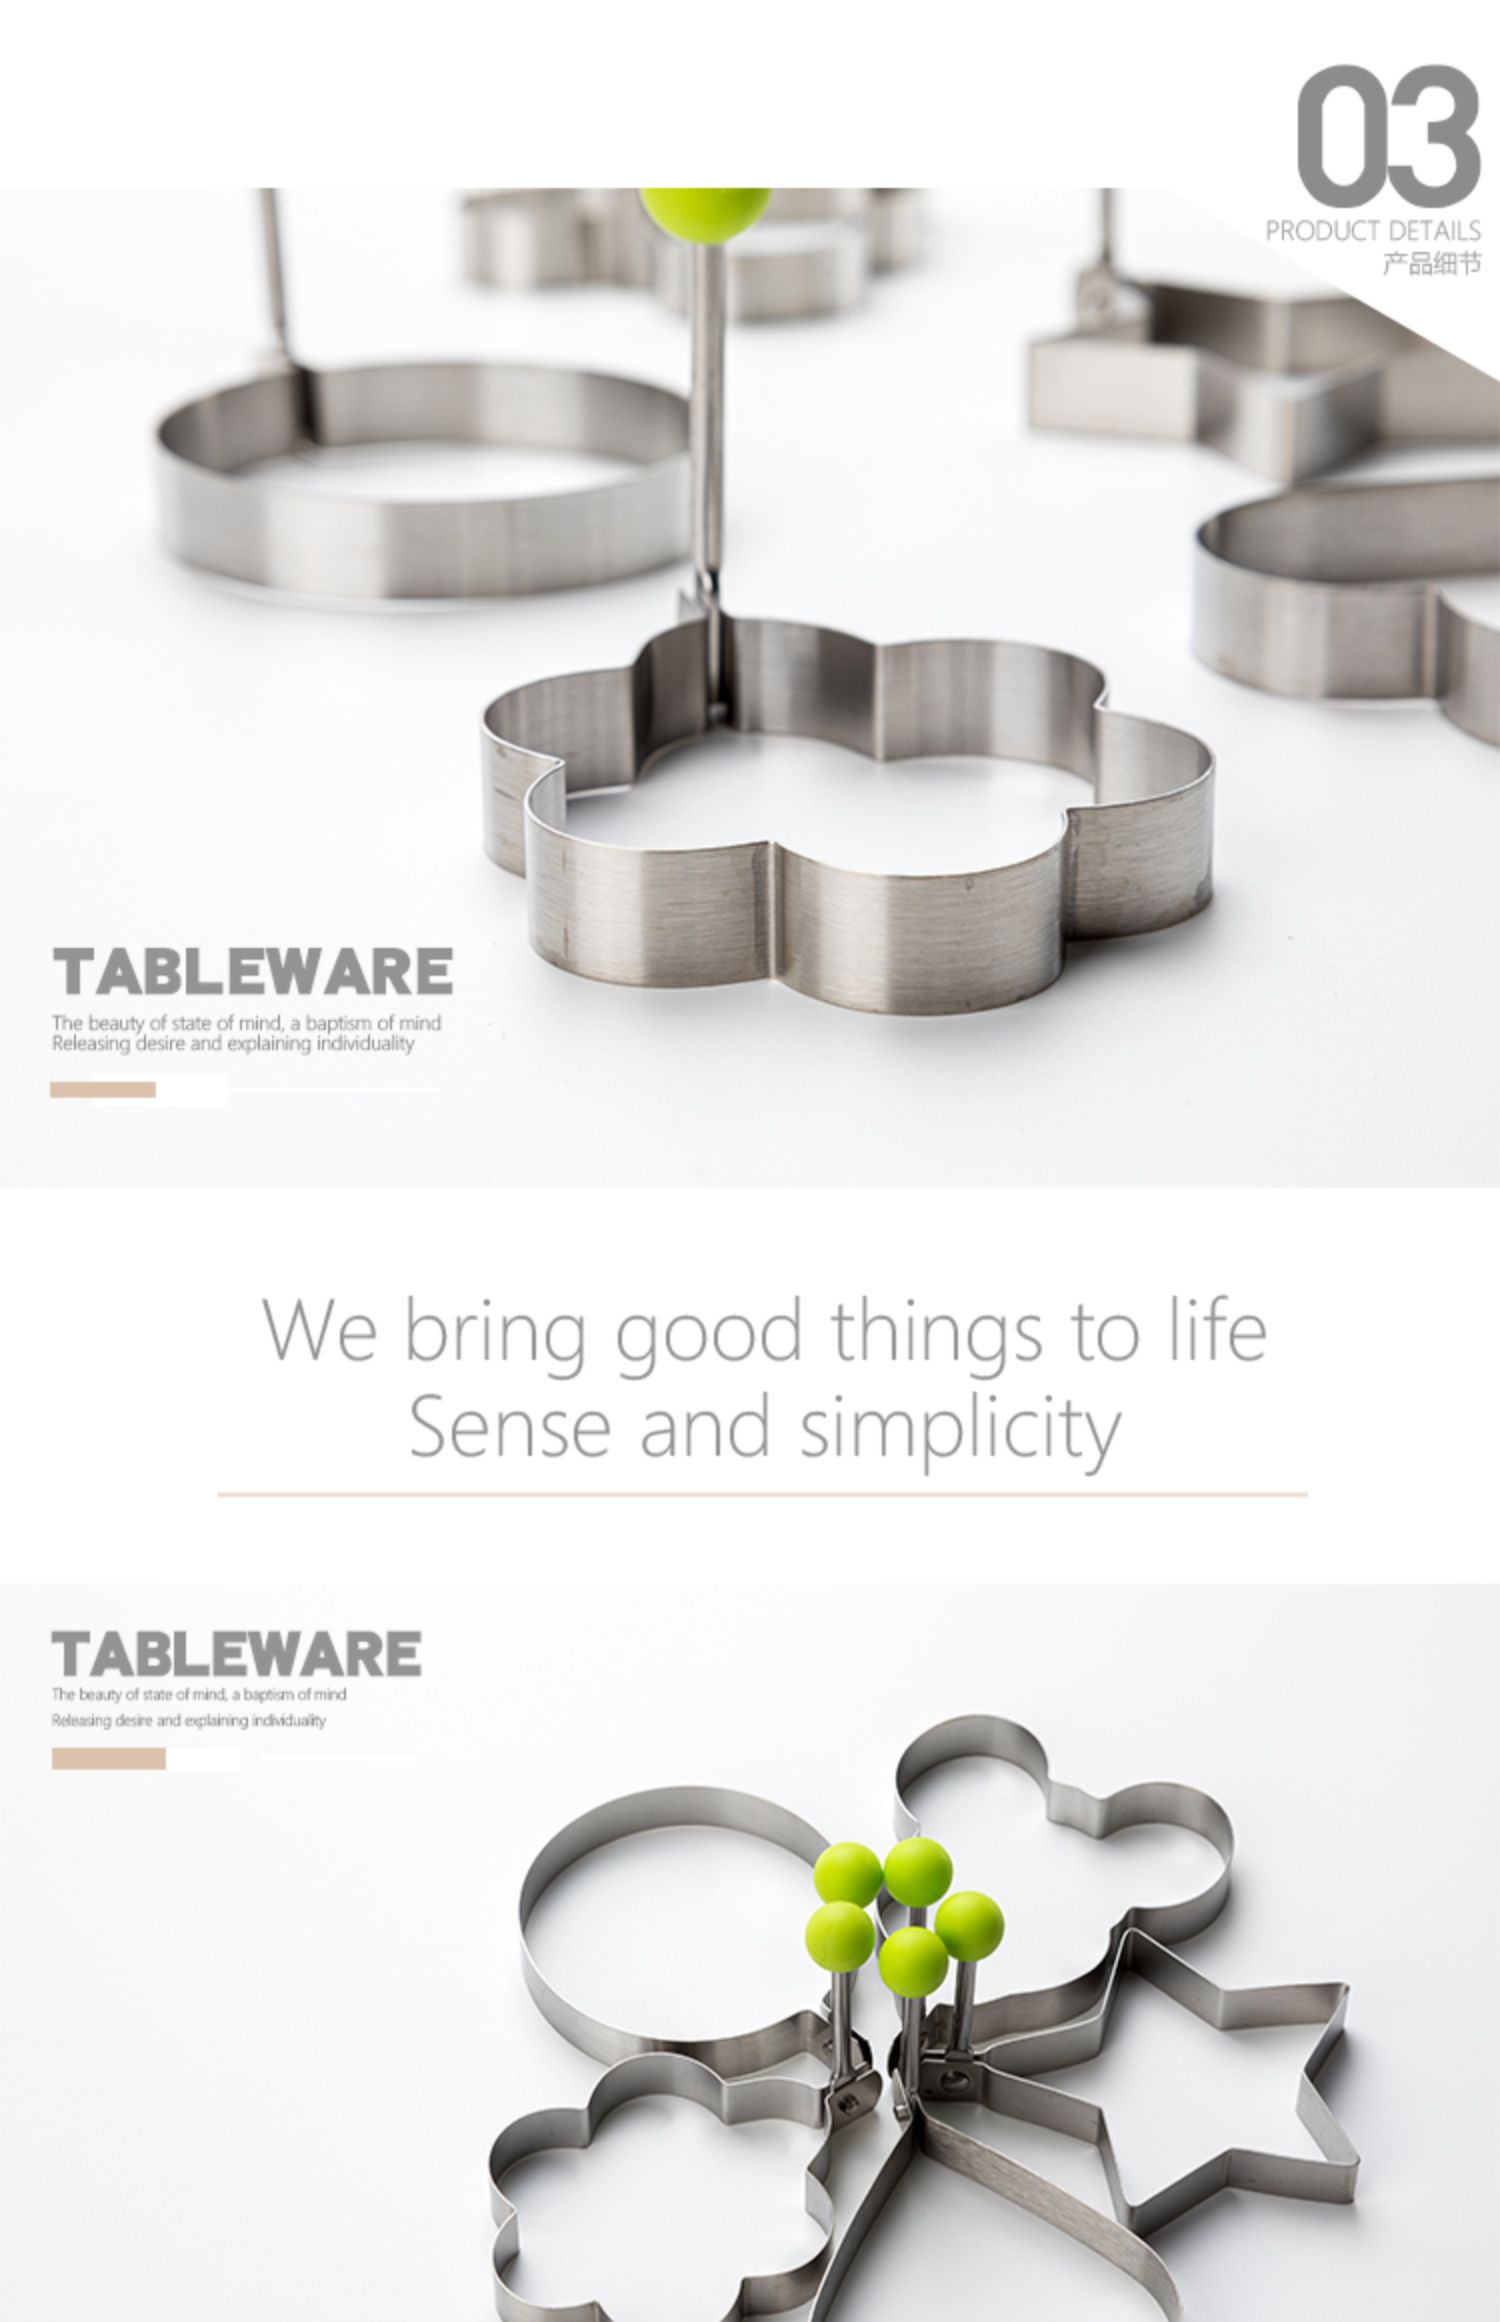 03
PRODUCT DETAILS
产品细节
TABLEWARE
The beauty of state of mind, a baptism of mind
Releasing desire and explaining individuality
We bring good things to life
Sense and simplicity
TABLEWARE
The beauty of state of mind, a baptism of mind
Releasing desire and explaining individuality